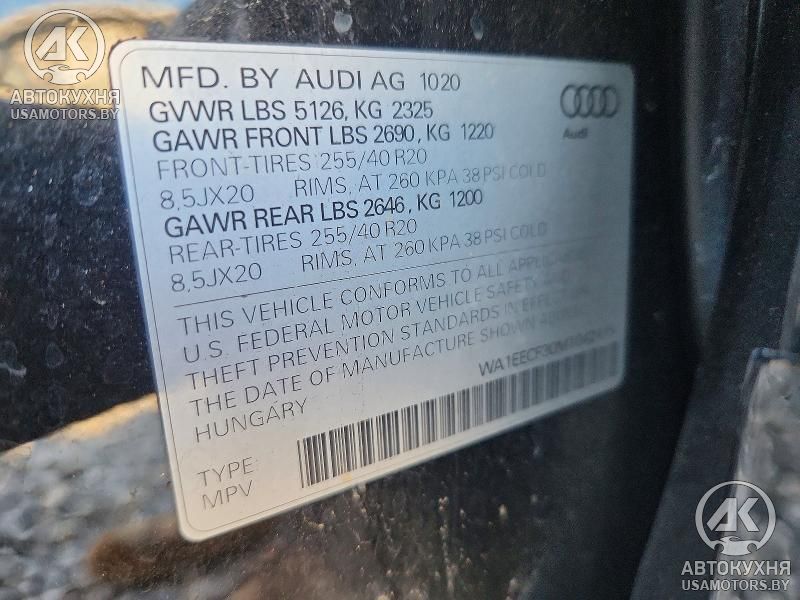 AK
АВТОКУХНЯ
USAMOTORS.BY
MFD. BY AUDI AG 1020
GVWR LBS 5126, KG 2325
GAWR FRONT LBS 2690, KG 1220
FRONT-TIRES 255/40 R20
8,5JX20 RIMS, AT 260 KPA 38 PSI COLD
GAWR REAR LBS 2646, KG 1200
REAR-TIRES 255/40 R20
8,5JX20 RIMS, AT 260 KPA 38 PSI COLD
Audi
THIS VEHICLE CONFORMS TO ALL
U.S. FEDERAL MOTOR VEHICLE SAFETY
THEFT PREVENTION STANDARDS IN EFFECT
THE DATE OF MANUFACTURE SHOWN
HUNGARY
TYPE:
MPV
AK
АВТОКУХНЯ
USAMOTORS.BY